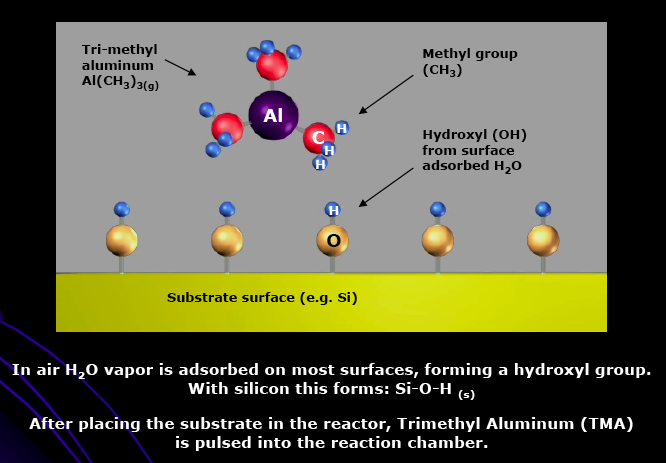 Tri-methyl
aluminum
Al(CH₃)₃(g)
Methyl group
(CH₃)
Al
C
H
H
H
Hydroxyl (OH)
from surface
adsorbed H₂O
H
O
Substrate surface (e.g. Si)
In air H₂O vapor is adsorbed on most surfaces, forming a hydroxyl group.
With silicon this forms: Si-O-H (s)
After placing the substrate in the reactor, Trimethyl Aluminum (TMA)
is pulsed into the reaction chamber.